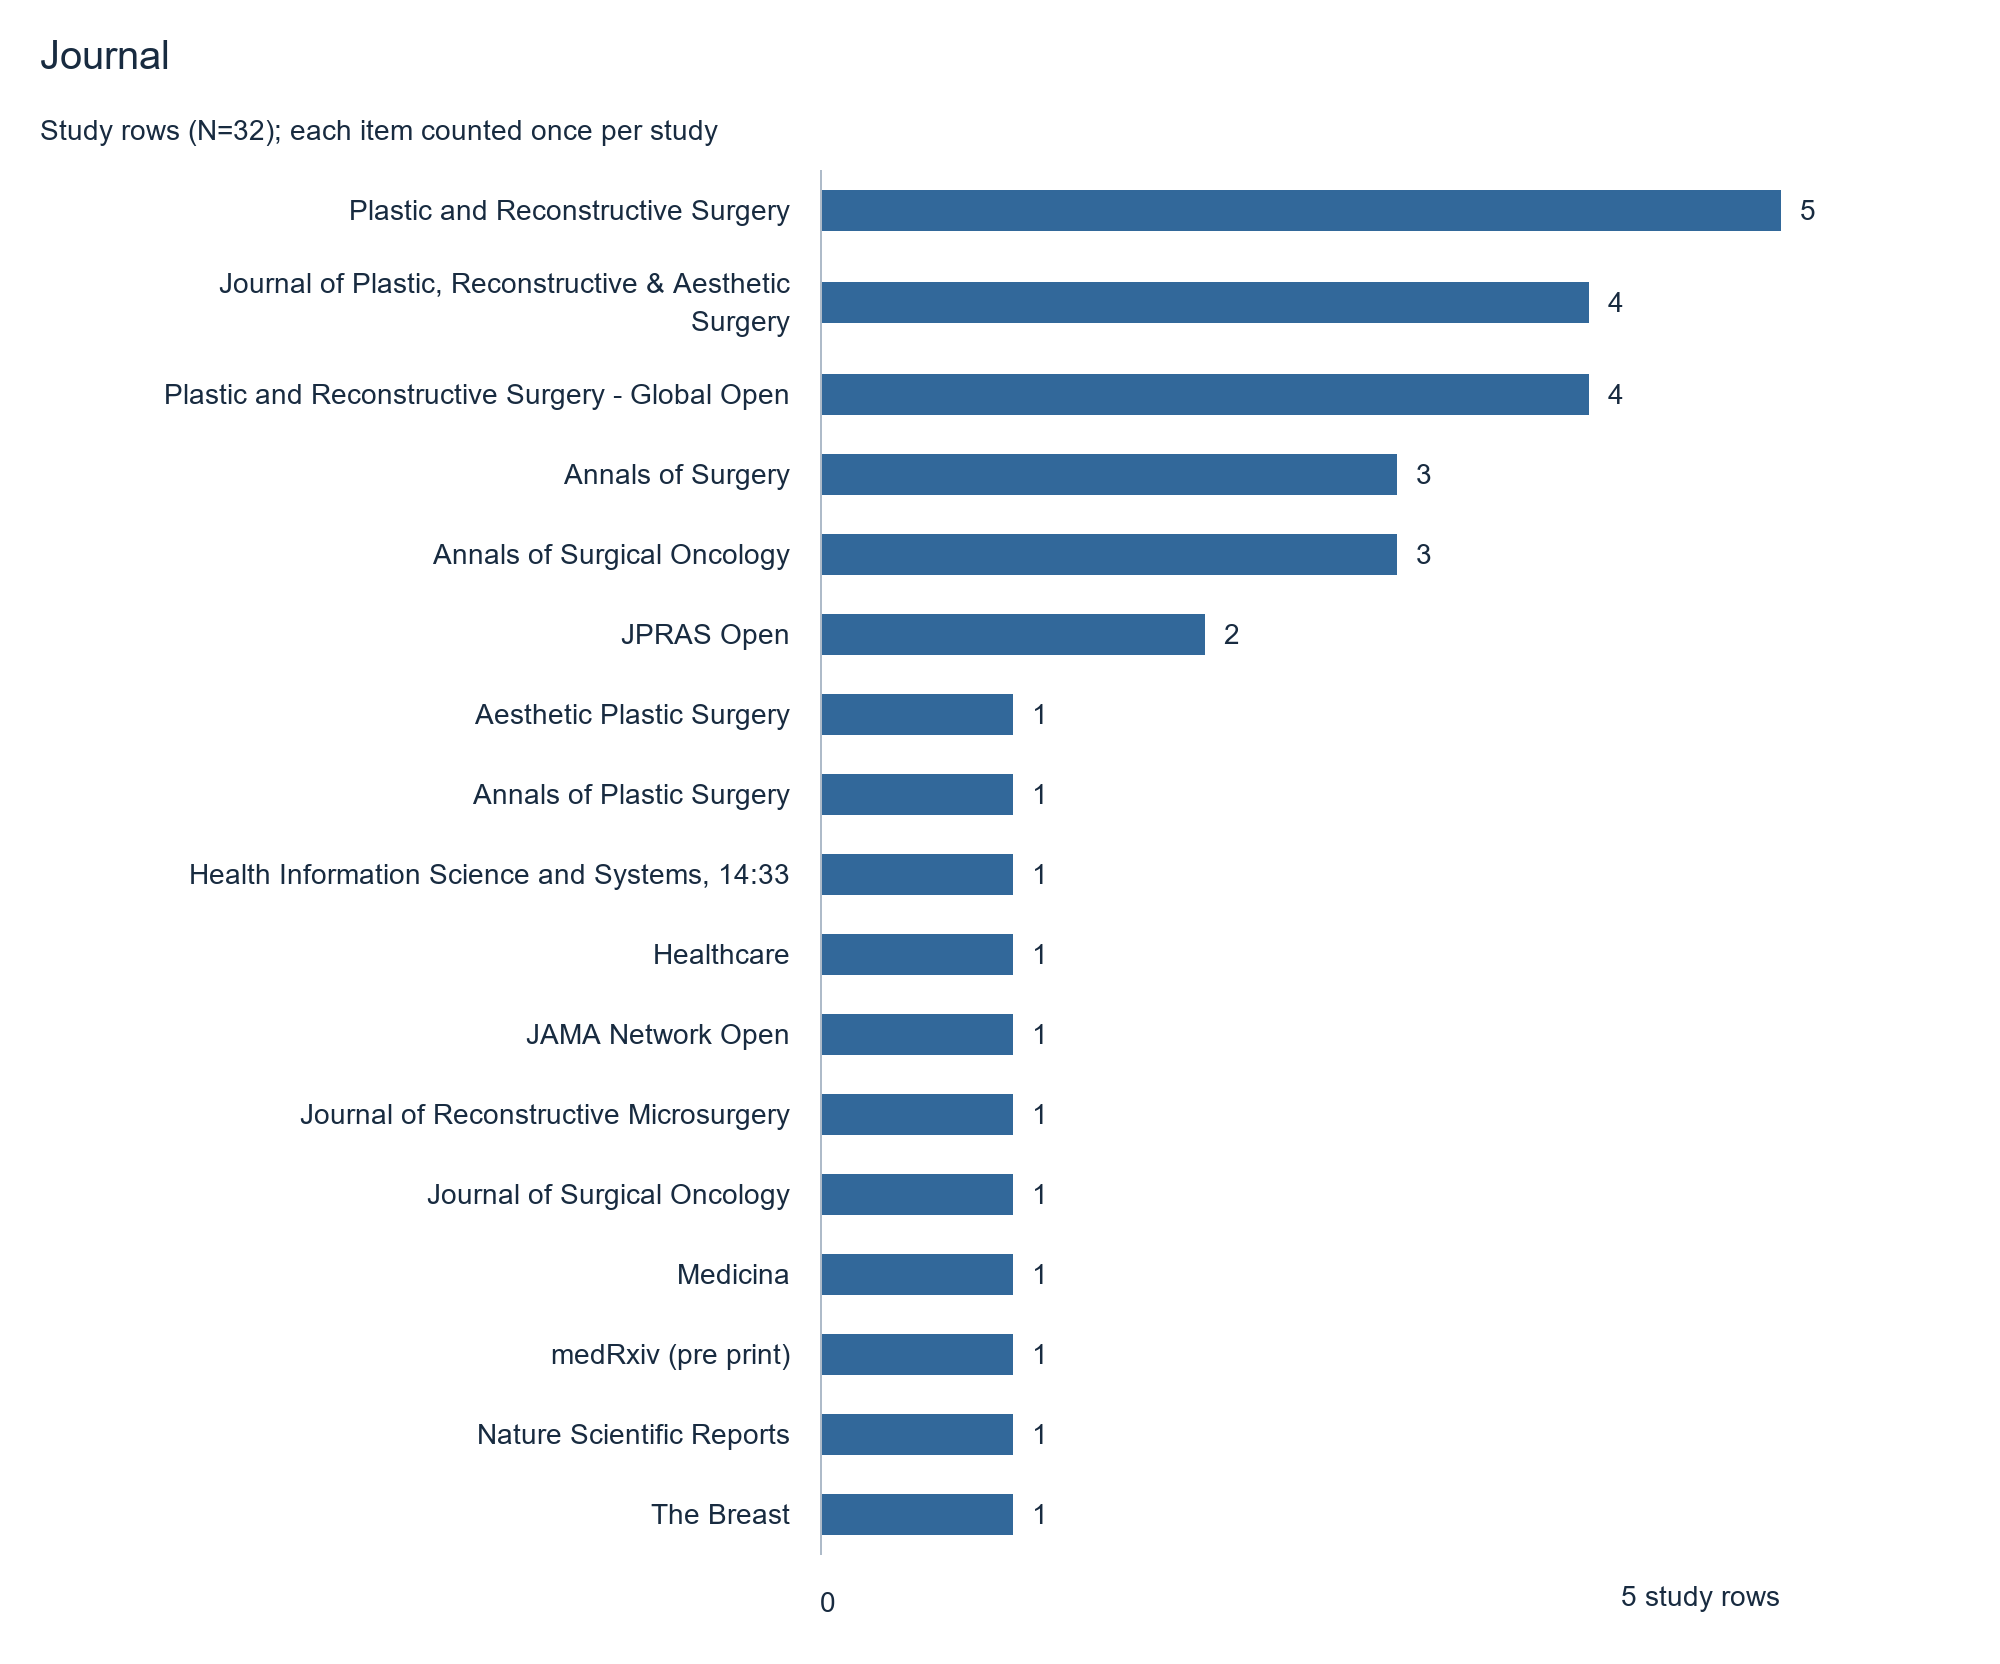 Journal
Study rows (N=32); each item counted once per study
Plastic and Reconstructive Surgery 5
Journal of Plastic, Reconstructive & Aesthetic
Surgery 4
Plastic and Reconstructive Surgery - Global Open 4
Annals of Surgery 3
Annals of Surgical Oncology 3
JPRAS Open 2
Aesthetic Plastic Surgery 1
Annals of Plastic Surgery 1
Health Information Science and Systems, 14:33 1
Healthcare 1
JAMA Network Open 1
Journal of Reconstructive Microsurgery 1
Journal of Surgical Oncology 1
Medicina 1
medRxiv (pre print) 1
Nature Scientific Reports 1
The Breast 1
0 5 study rows